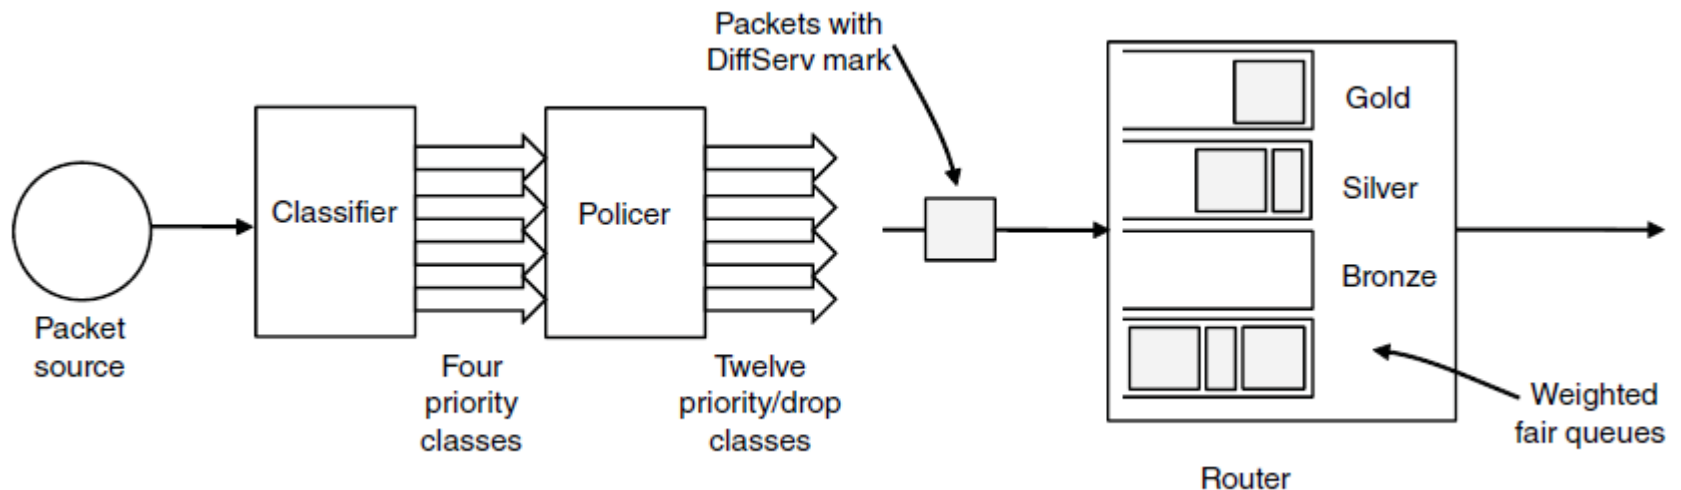 Packets with
DiffServ mark
Gold
Silver
Bronze
Classifier
Policer
Packet
source
Four
priority
classes
Twelve
priority/drop
classes
Weighted
fair queues
Router